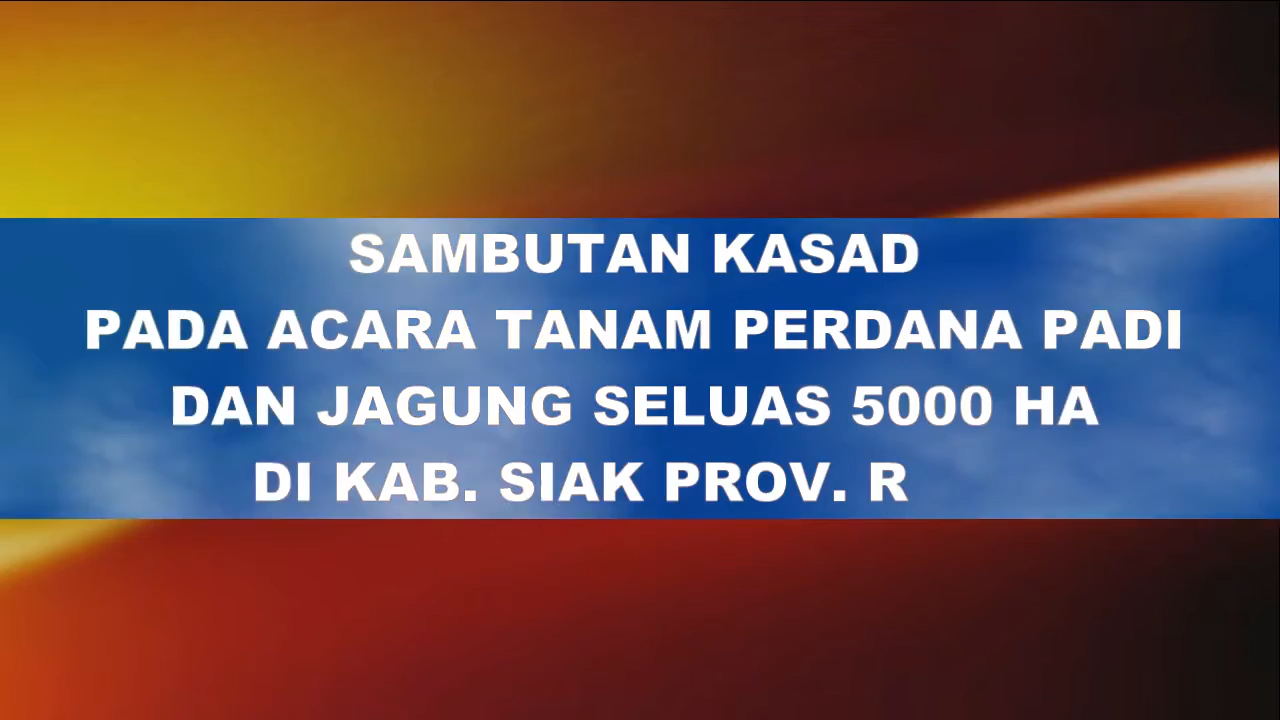 SAMBUTAN KASAD
PADA ACARA TANAM PERDANA PADI
DAN JAGUNG SELUAS 5000 HA
DI KAB. SIAK PROV. R